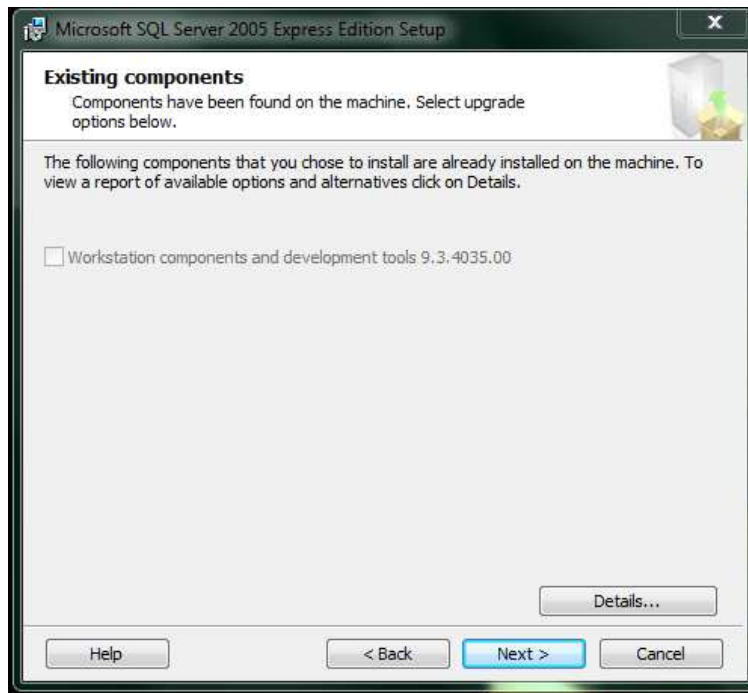 Microsoft SQL Server 2005 Express Edition Setup
x
Existing components
Components have been found on the machine. Select upgrade
options below.
The following components that you chose to install are already installed on the machine. To
view a report of available options and alternatives click on Details.
Workstation components and development tools 9.3.4035.00
Details...
Help
< Back
Next >
Cancel